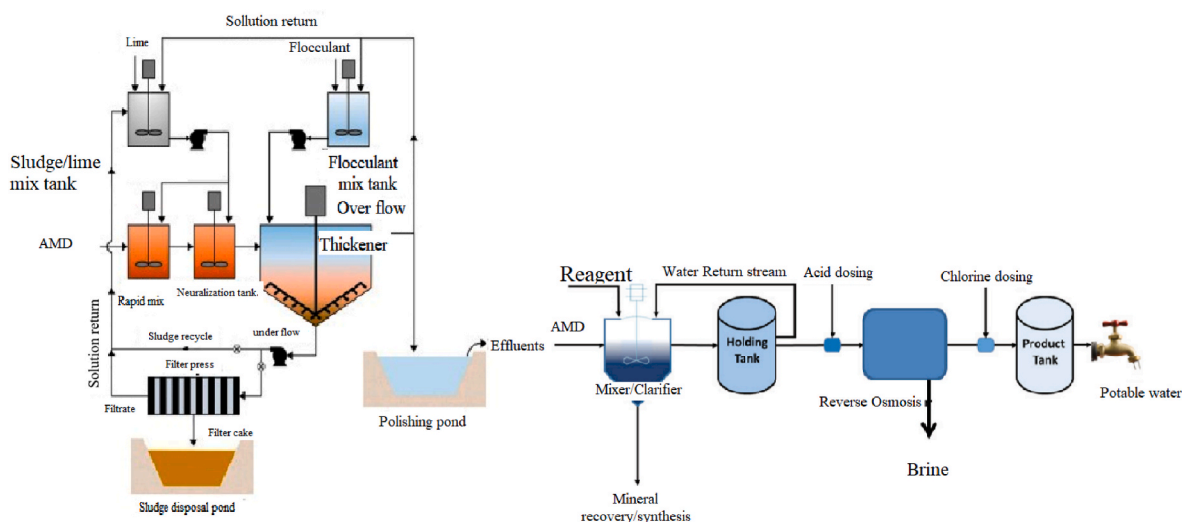 Sollution return
Lime
Flocculant
Sludge/lime
mix tank
Flocculant
mix tank
Over flow
AMD
Thickener
Rapid mix
Neuralization tank.
Solution return
Sludge recycle
under flow
Filter press
Filtrate
Filter cake
Sludge disposal pond
Polishing pond
Effluents
Reagent
Water Return stream
Acid dosing
Chlorine dosing
AMD
Holding
Tank
Product
Tank
Mixer/Clarifier
Reverse Osmosis
Potable water
Brine
Mineral
recovery/synthesis